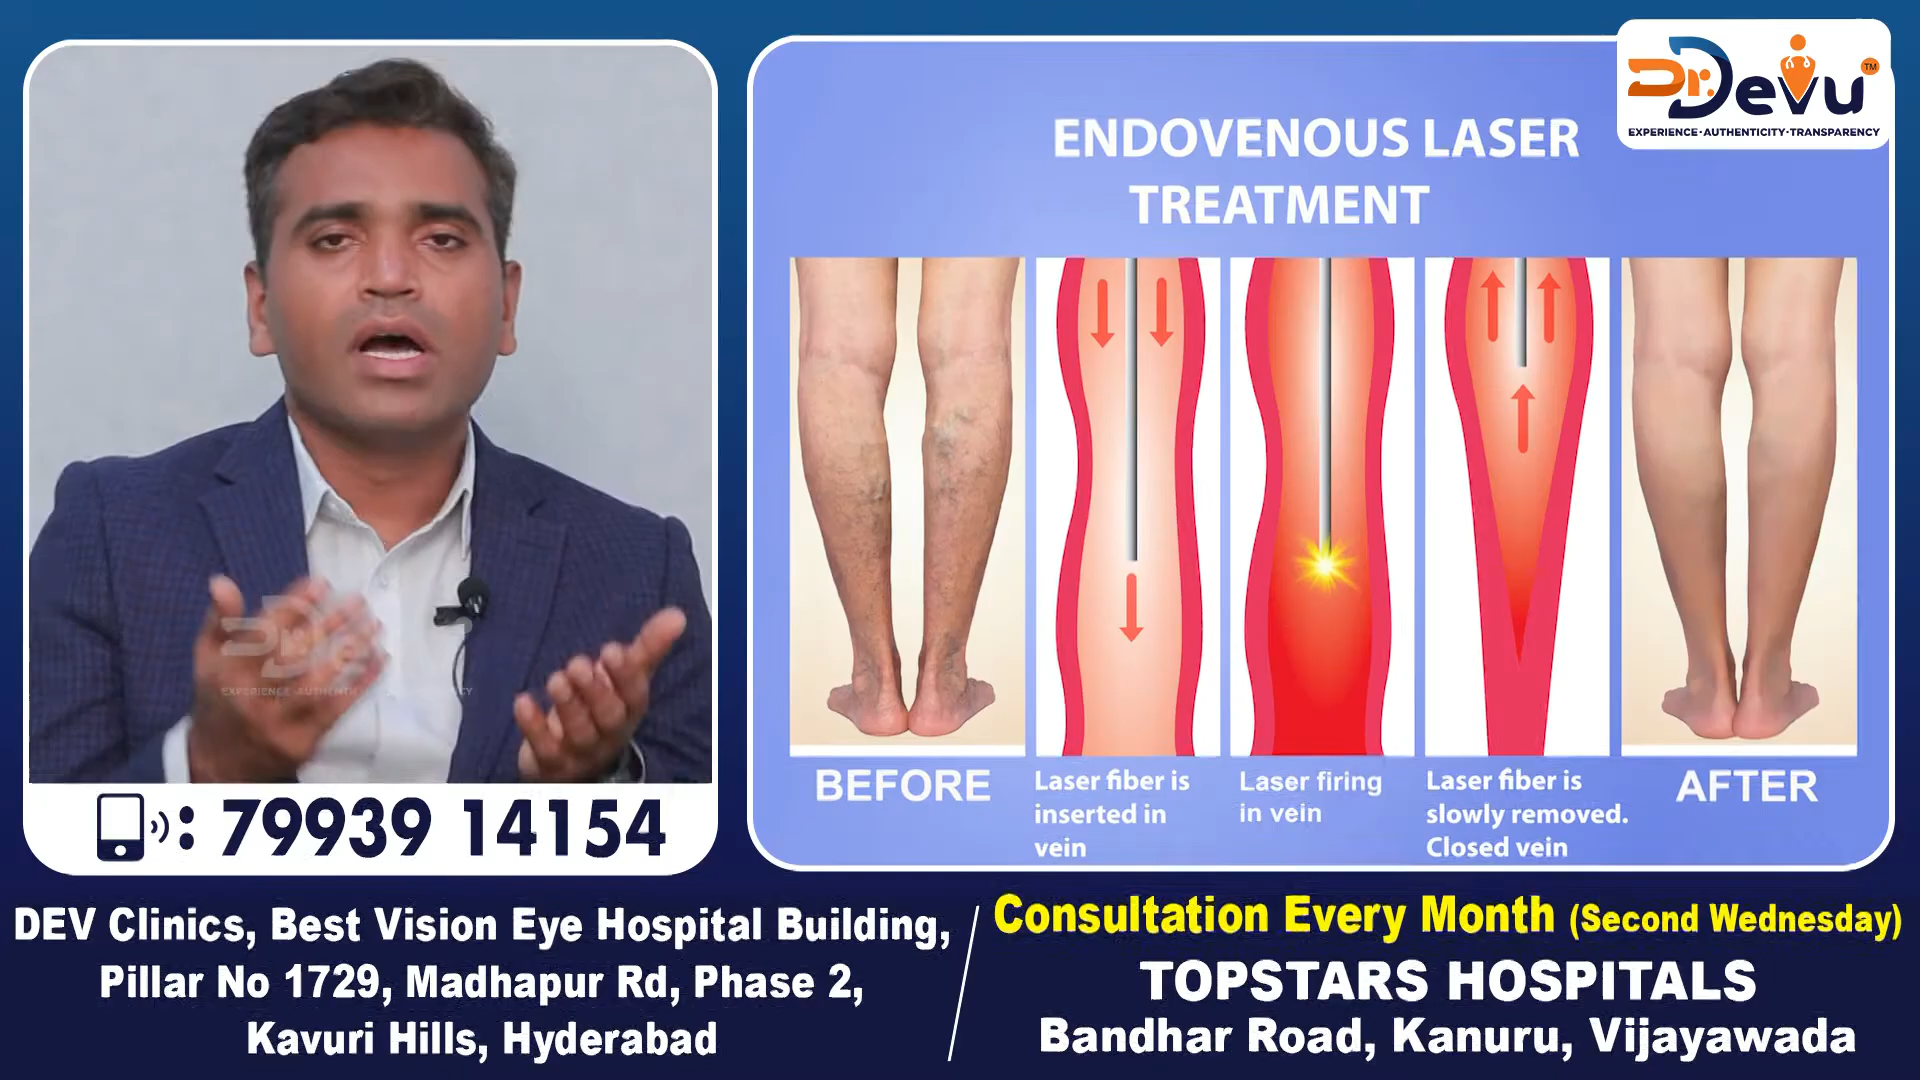 Dr. Devu TM
EXPERIENCE·AUTHENTICITY·TRANSPARENCY
ENDOVENOUS LASER
TREATMENT
BEFORE
Laser fiber is
inserted in
vein
Laser firing
in vein
Laser fiber is
slowly removed.
Closed vein
AFTER
: 79939 14154
DEV Clinics, Best Vision Eye Hospital Building,
Pillar No 1729, Madhapur Rd, Phase 2,
Kavuri Hills, Hyderabad
Consultation Every Month (Second Wednesday)
TOPSTARS HOSPITALS
Bandhar Road, Kanuru, Vijayawada